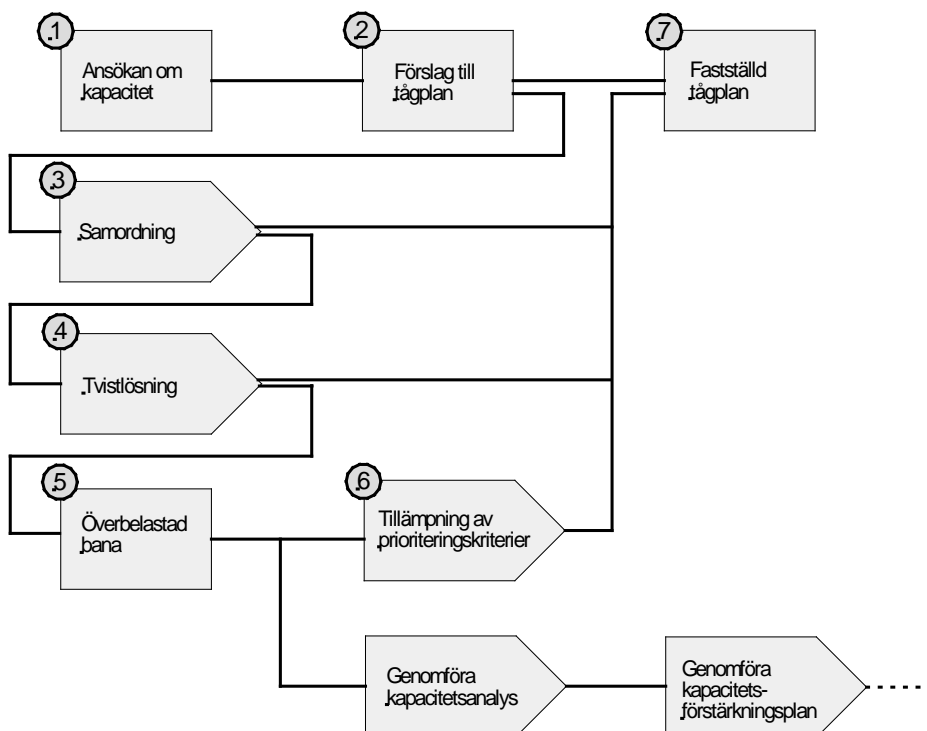 1
Ansökan om
kapacitet
2
Förslag till
tågplan
7
Fastställd
tågplan
3
Samordning
4
Tvistlösning
5
Överbelastad
bana
6
Tillämpning av
prioriteringskriterier
Genomföra
kapacitetsanalys
Genomföra
kapacitets-
förstärkningsplan